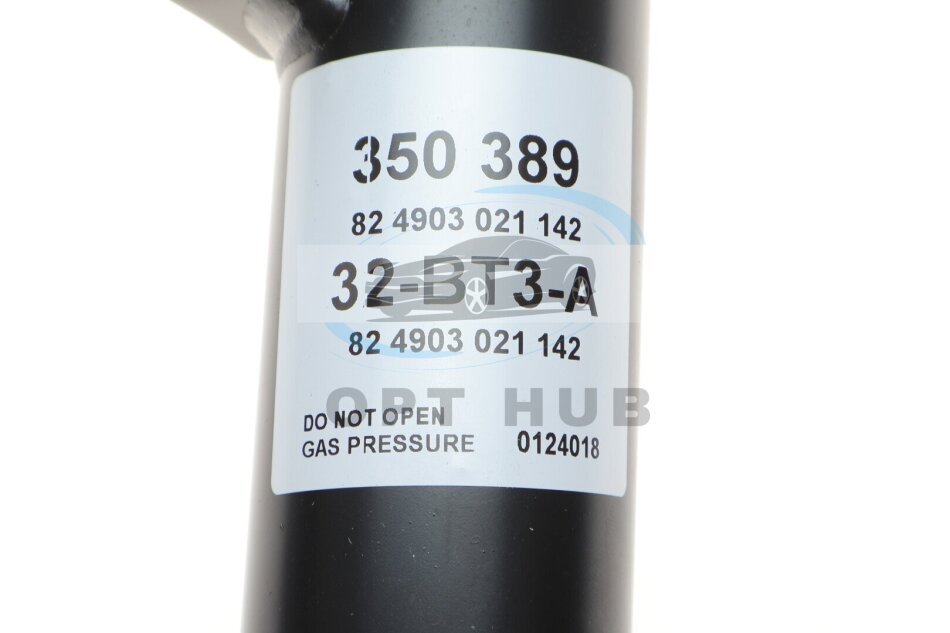 350 389
82 4903 021 142
32-BT3-A
82 4903 021 142
OPT HUB
DO NOT OPEN
GAS PRESSURE 0124018